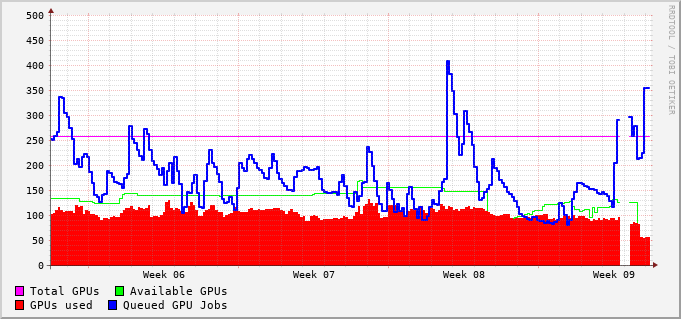 500
450
400
350
300
250
200
150
100
50
0
Week 06 Week 07 Week 08 Week 09
Total GPUs Available GPUs
GPUs used Queued GPU Jobs
RRDTOOL / TOBI OETIKER